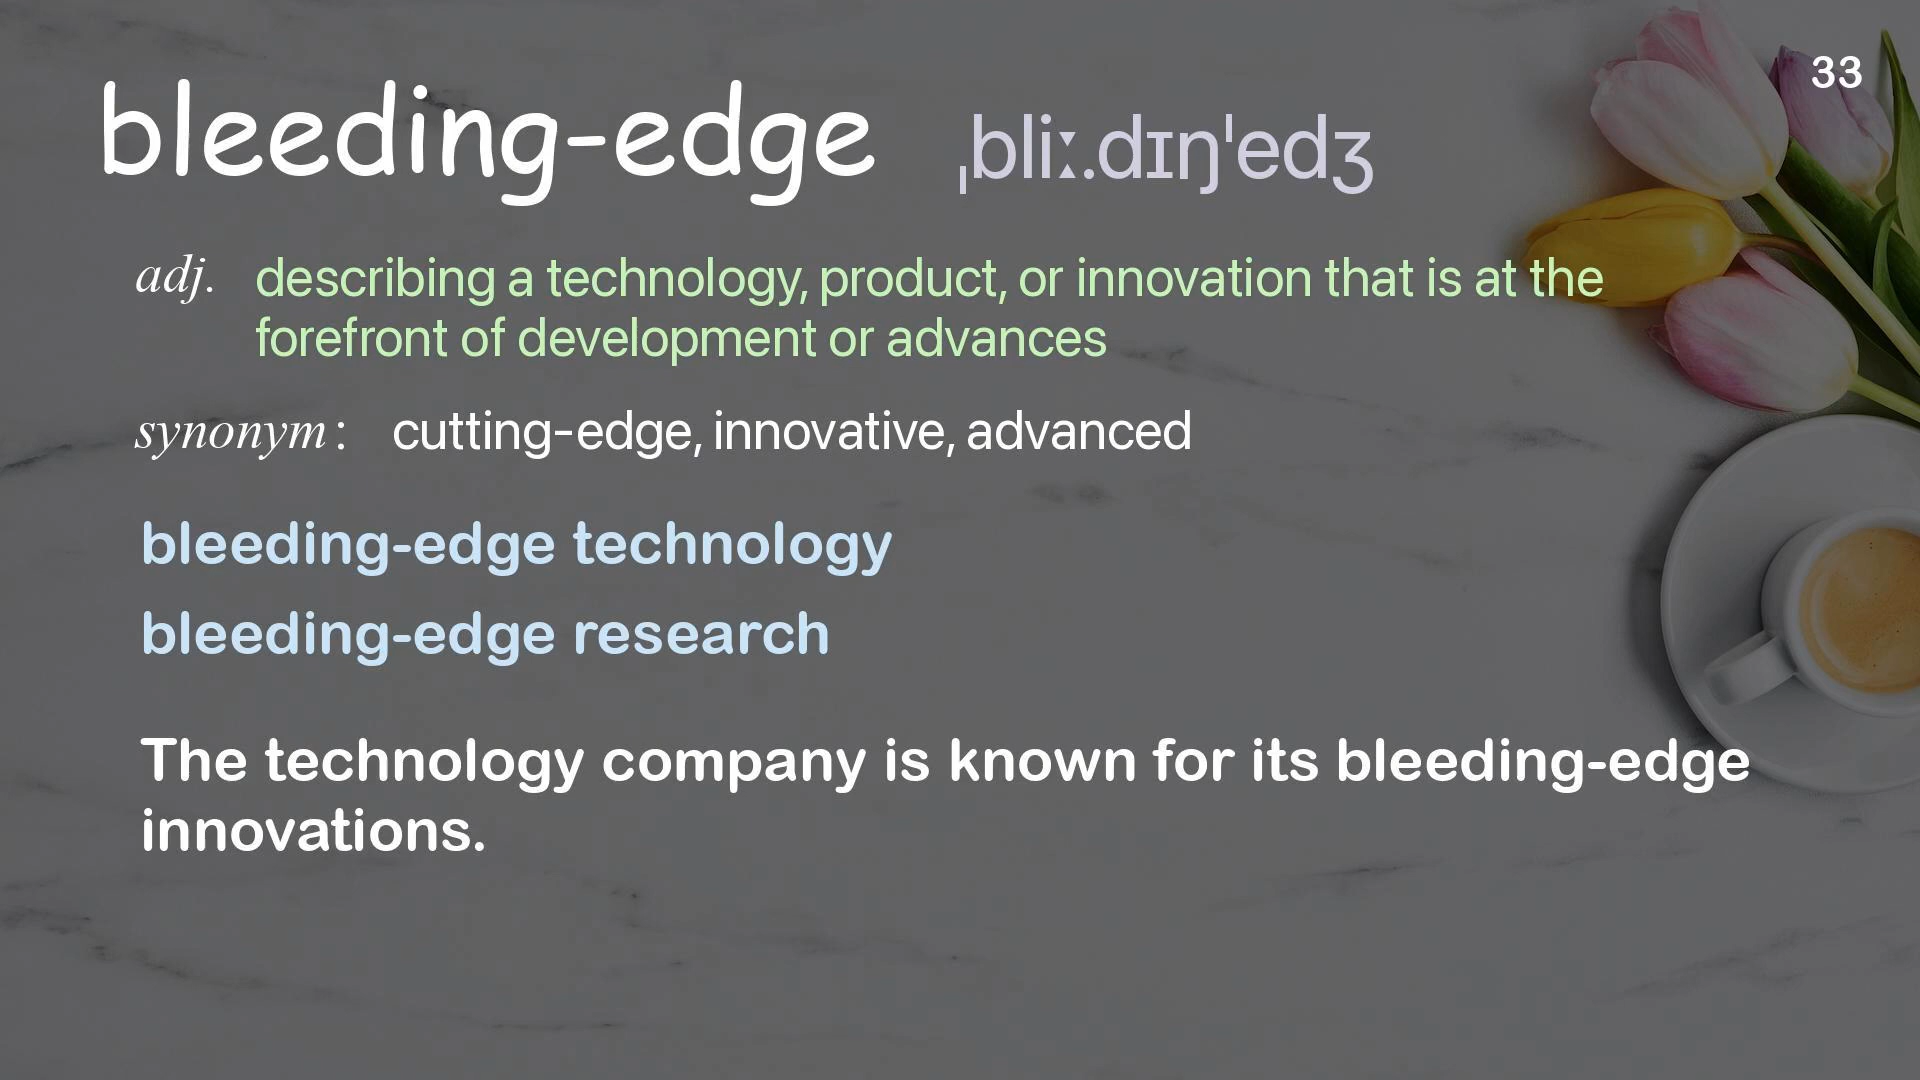 33
bleeding-edge ˌbliː.dɪŋˈedʒ
adj. describing a technology, product, or innovation that is at the
forefront of development or advances
synonym: cutting-edge, innovative, advanced
bleeding-edge technology
bleeding-edge research
The technology company is known for its bleeding-edge
innovations.